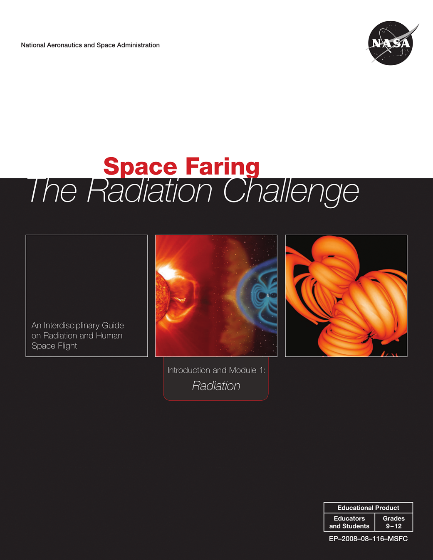 National Aeronautics and Space Administration
NASA
Space Faring
The Radiation Challenge
An Interdisciplinary Guide
on Radiation and Human
Space Flight
Introduction and Module 1:
Radiation
Educational Product
Educators
and Students
Grades
9–12
EP–2008–08–116–MSFC